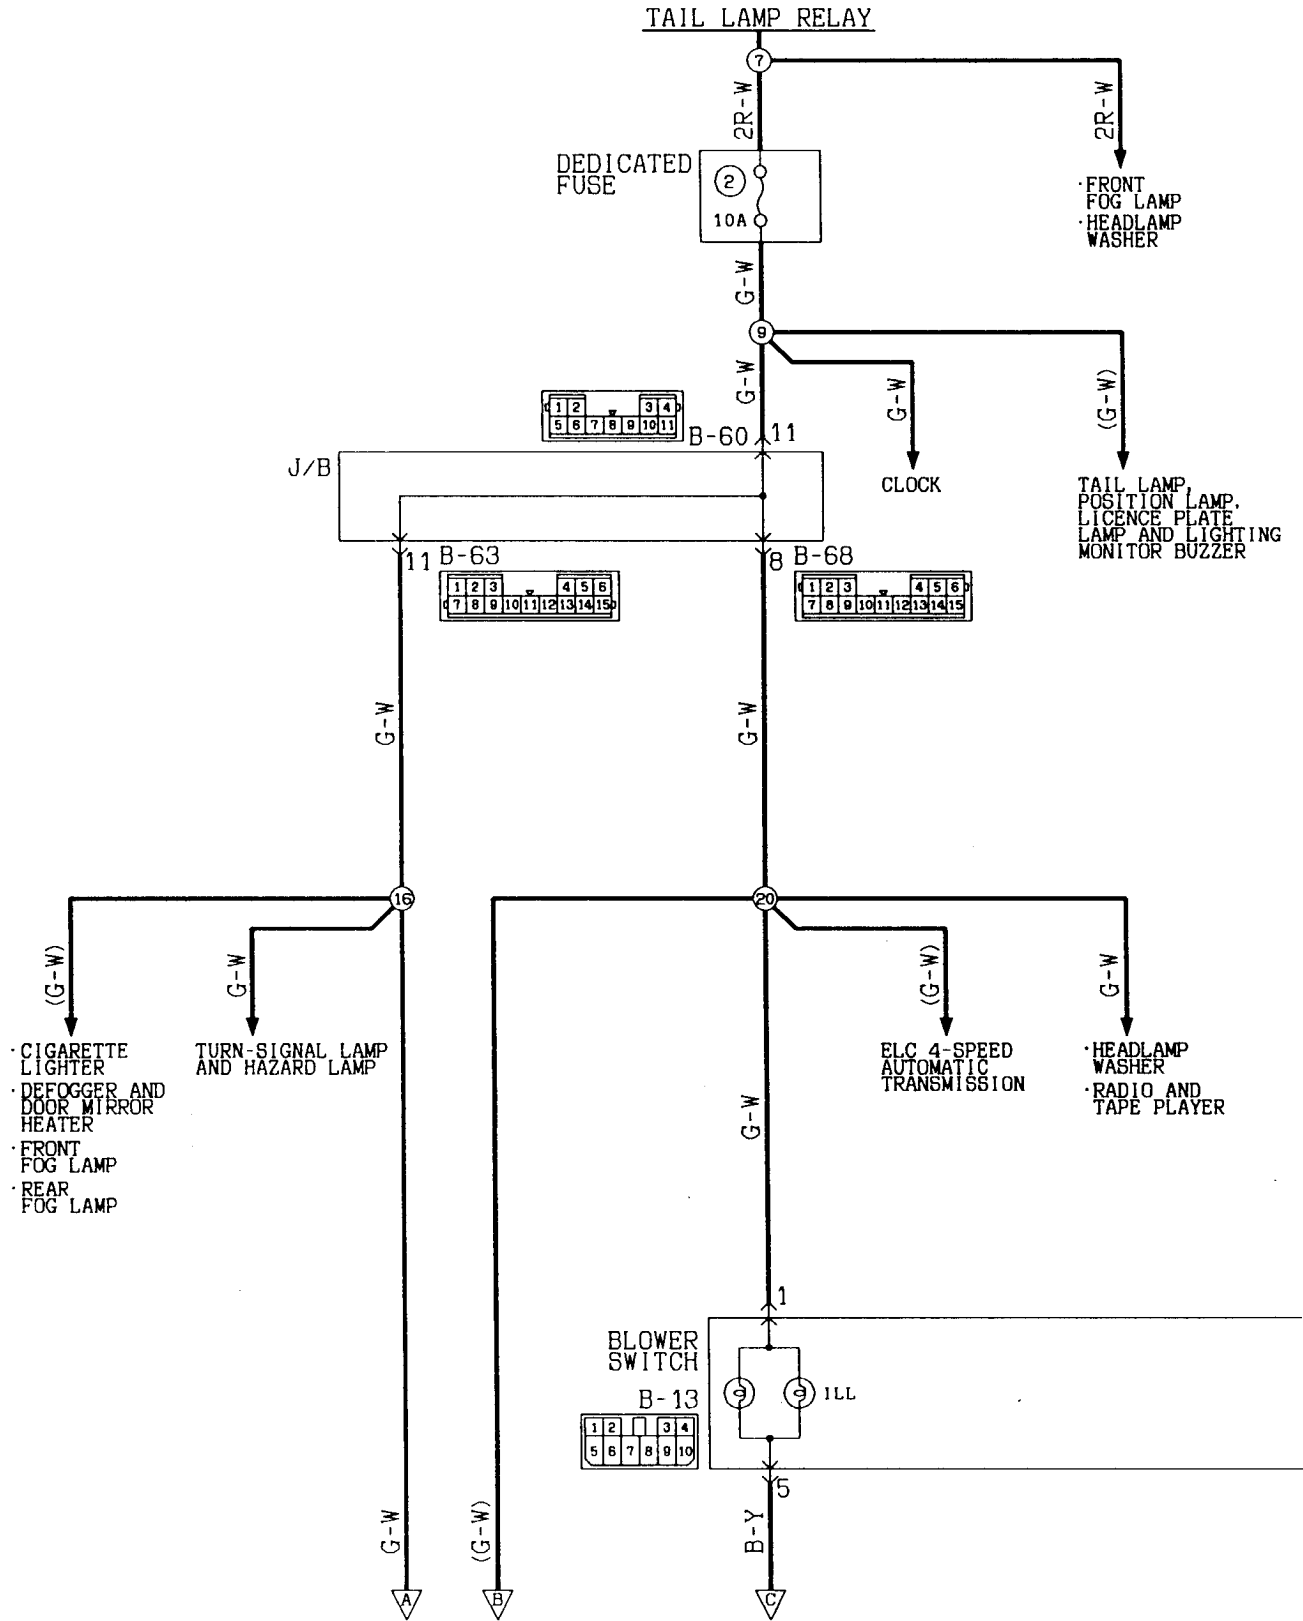 TAIL LAMP RELAY
7
2R-W
2R-W
DEDICATED
FUSE
2
10A
·FRONT
FOG LAMP
·HEADLAMP
WASHER
G-W
9
G-W
G-W
(G-W)
1 2 3 4
5 6 7 8 9 10 11
B-60 11
J/B
CLOCK
TAIL LAMP,
POSITION LAMP,
LICENCE PLATE
LAMP AND LIGHTING
MONITOR BUZZER
11 B-63
8 B-68
1 2 3 4 5 6
7 8 9 10 11 12 13 14 15
1 2 3 4 5 6
7 8 9 10 11 12 13 14 15
G-W
G-W
16
20
(G-W)
G-W
(G-W)
G-W
·CIGARETTE
LIGHTER
·DEFOGGER AND
DOOR MIRROR
HEATER
·FRONT
FOG LAMP
·REAR
FOG LAMP
TURN-SIGNAL LAMP
AND HAZARD LAMP
ELC 4-SPEED
AUTOMATIC
TRANSMISSION
·HEADLAMP
WASHER
·RADIO AND
TAPE PLAYER
G-W
1
BLOWER
SWITCH
B-13
ILL
1 2 3 4
5 6 7 8 9 10
5
G-W
(G-W)
B-Y
A
B
C